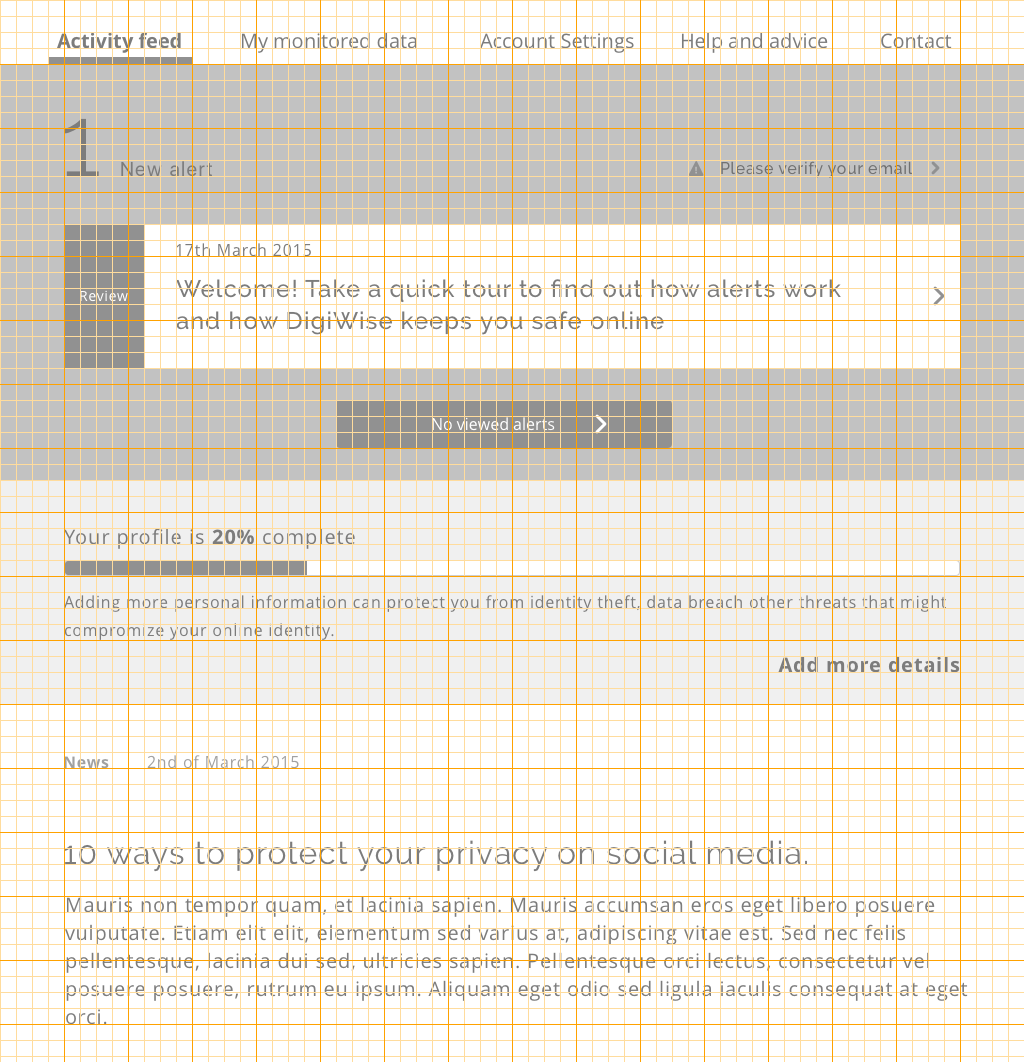 Activity feed My monitored data Account Settings Help and advice Contact
1 New alert
Please verify your email
17th March 2015
Review
Welcome! Take a quick tour to find out how alerts work
and how DigiWise keeps you safe online
No viewed alerts
Your profile is 20% complete
Adding more personal information can protect you from identity theft, data breach other threats that might
compromize your online identity.
Add more details
News 2nd of March 2015
10 ways to protect your privacy on social media.
Mauris non tempor quam, et lacinia sapien. Mauris accumsan eros eget libero posuere
vulputate. Etiam elit elit, elementum sed varius at, adipiscing vitae est. Sed nec felis
pellentesque, lacinia dui sed, ultricies sapien. Pellentesque orci lectus, consectetur vel
posuere posuere, rutrum eu ipsum. Aliquam eget odio sed ligula iaculis consequat at eget
orci.